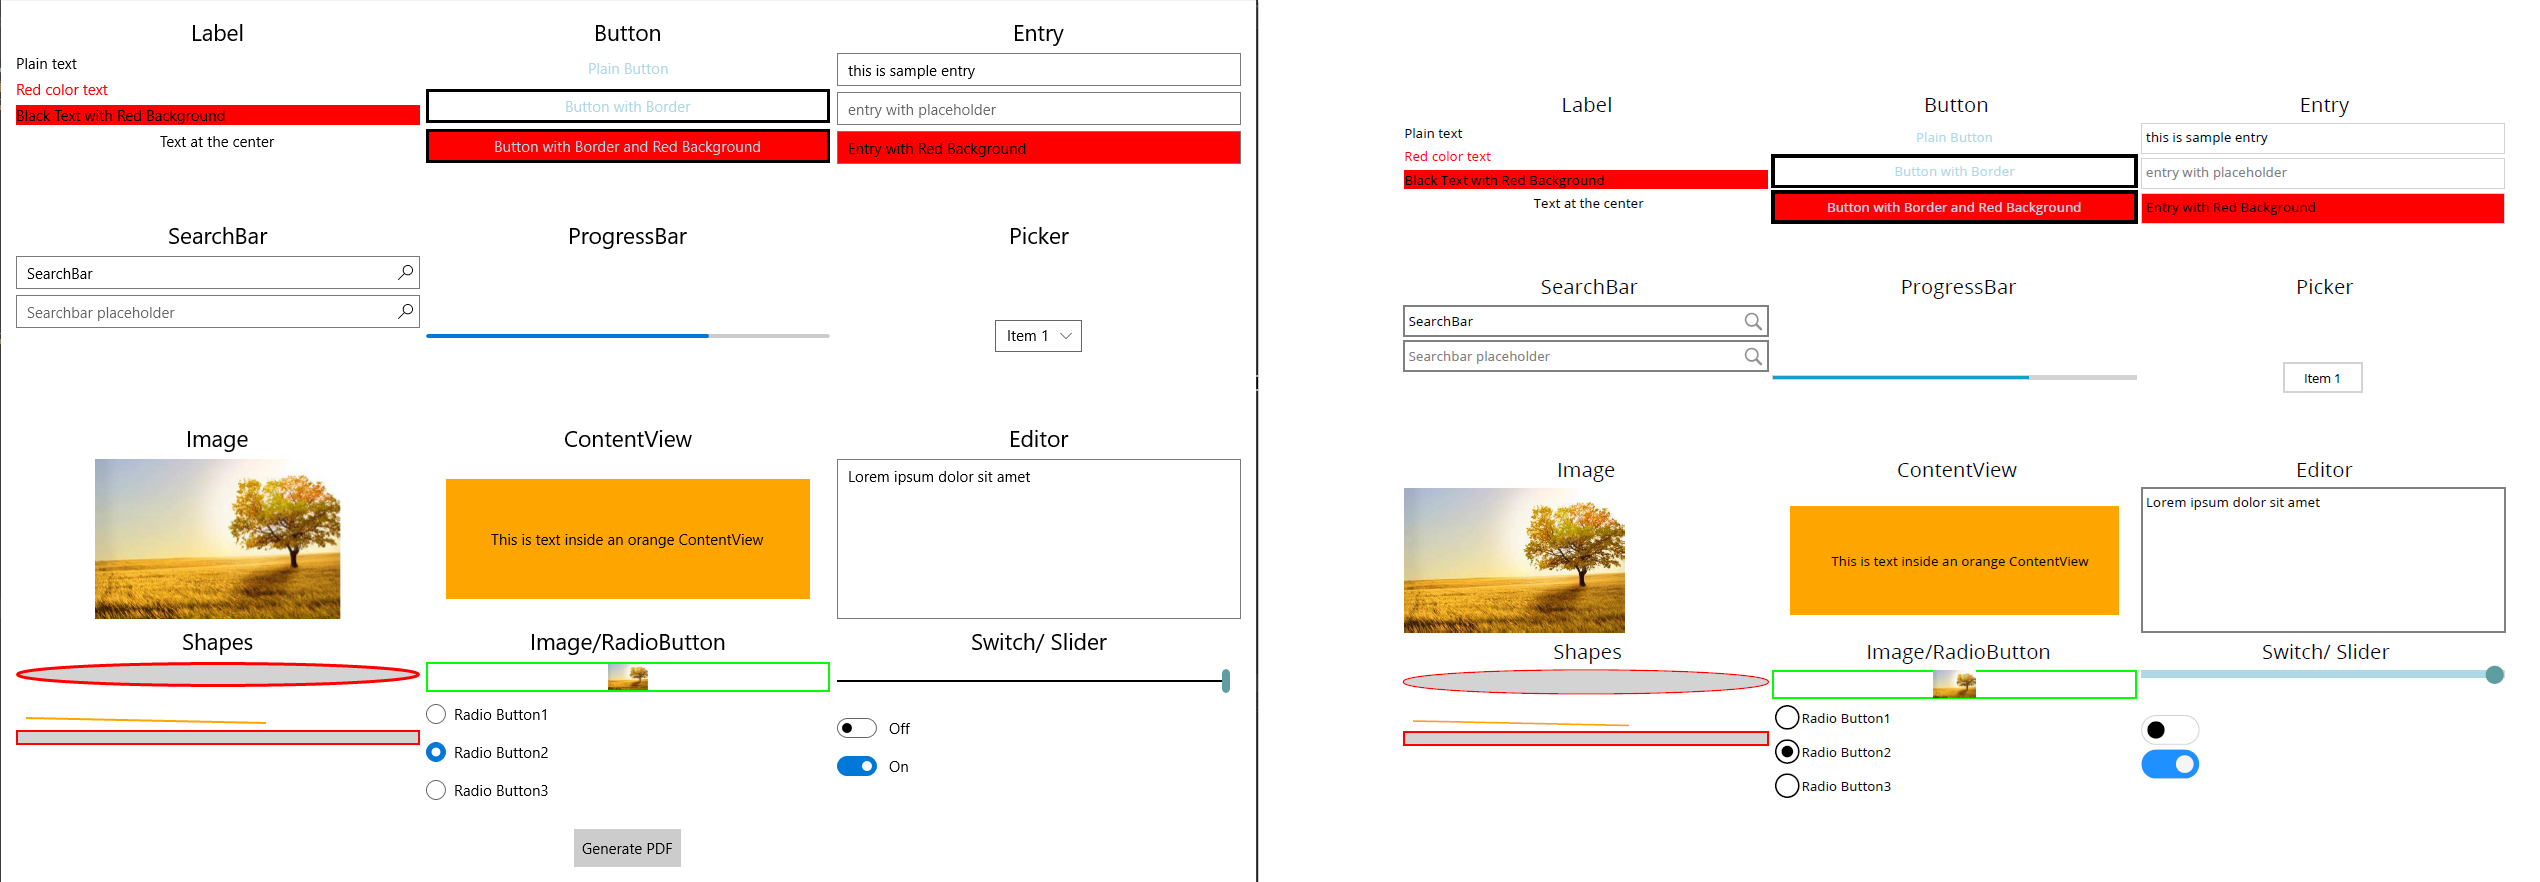 Label
Button
Entry
Plain text
Red color text
Black Text with Red Background
Text at the center
Plain Button
Button with Border
Button with Border and Red Background
this is sample entry
entry with placeholder
Entry with Red Background
SearchBar
ProgressBar
Picker
SearchBar
Searchbar placeholder
Item 1
Image
ContentView
Editor
This is text inside an orange ContentView
Lorem ipsum dolor sit amet
Shapes
Image/RadioButton
Switch/ Slider
Radio Button1
Radio Button2
Radio Button3
Off
On
Generate PDF
Label
Button
Entry
Plain text
Red color text
Black Text with Red Background
Text at the center
Plain Button
Button with Border
Button with Border and Red Background
this is sample entry
entry with placeholder
Entry with Red Background
SearchBar
ProgressBar
Picker
SearchBar
Searchbar placeholder
Item 1
Image
ContentView
Editor
This is text inside an orange ContentView
Lorem ipsum dolor sit amet
Shapes
Image/RadioButton
Switch/ Slider
Radio Button1
Radio Button2
Radio Button3